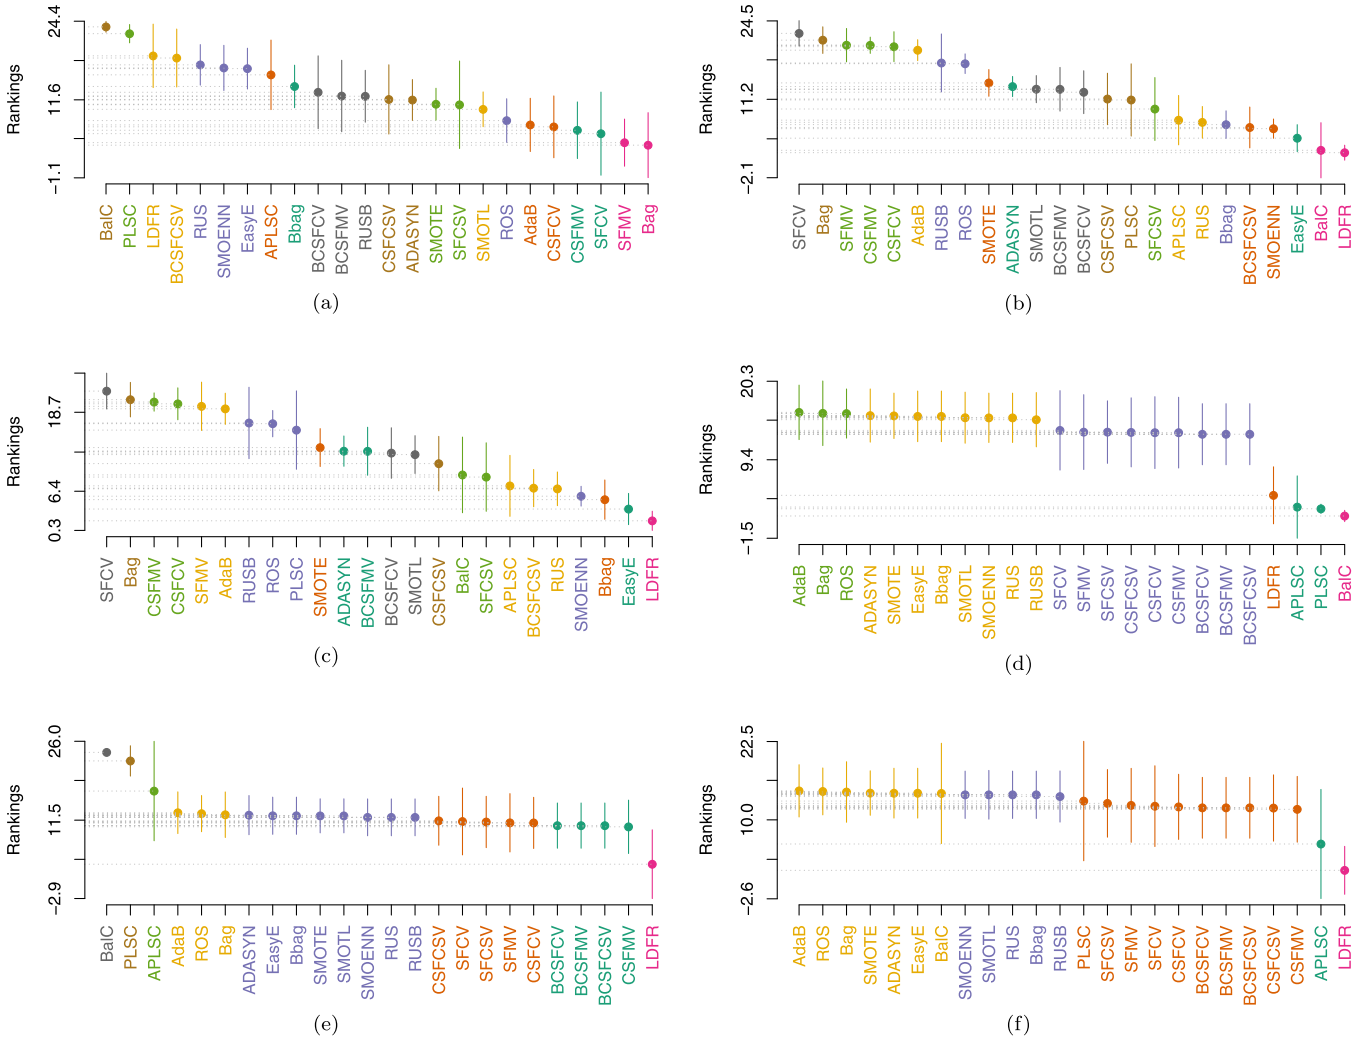 Rankings
24.4
11.6
−1.1
BalC
PLSC
LDFR
BCSFCSV
RUS
SMOENN
EasyE
APLSC
Bbag
BCSFCV
BCSFMV
RUSB
CSFCSV
ADASYN
SMOTE
SFCSV
SMOTL
ROS
AdaB
CSFCV
CSFMV
SFCV
SFMV
Bag
(a)
Rankings
24.5
11.2
−2.1
SFCV
Bag
SFMV
CSFMV
CSFCV
AdaB
RUSB
ROS
SMOTE
ADASYN
SMOTL
BCSFMV
BCSFCV
CSFCSV
PLSC
SFCSV
APLSC
RUS
Bbag
BCSFCSV
SMOENN
EasyE
BalC
LDFR
(b)
Rankings
18.7
6.4
0.3
SFCV
Bag
CSFMV
CSFCV
SFMV
AdaB
RUSB
ROS
PLSC
SMOTE
ADASYN
BCSFMV
BCSFCV
SMOTL
CSFCSV
BalC
SFCSV
APLSC
BCSFCSV
RUS
SMOENN
Bbag
EasyE
LDFR
(c)
Rankings
20.3
9.4
−1.5
AdaB
Bag
ROS
ADASYN
SMOTE
EasyE
Bbag
SMOTL
SMOENN
RUS
RUSB
SFCV
SFMV
SFCSV
CSFCSV
CSFCV
CSFMV
BCSFCV
BCSFMV
BCSFCSV
LDFR
APLSC
PLSC
BalC
(d)
Rankings
26.0
11.5
−2.9
BalC
PLSC
APLSC
AdaB
ROS
Bag
ADASYN
EasyE
Bbag
SMOTE
SMOTL
SMOENN
RUS
RUSB
CSFCSV
SFCV
SFCSV
SFMV
CSFCV
BCSFCV
BCSFMV
BCSFCSV
CSFMV
LDFR
(e)
Rankings
22.5
10.0
−2.6
AdaB
ROS
Bag
SMOTE
ADASYN
EasyE
BalC
SMOENN
SMOTL
RUS
Bbag
RUSB
PLSC
SFCSV
SFMV
SFCV
CSFCV
BCSFCV
BCSFMV
BCSFCSV
CSFCSV
CSFMV
APLSC
LDFR
(f)